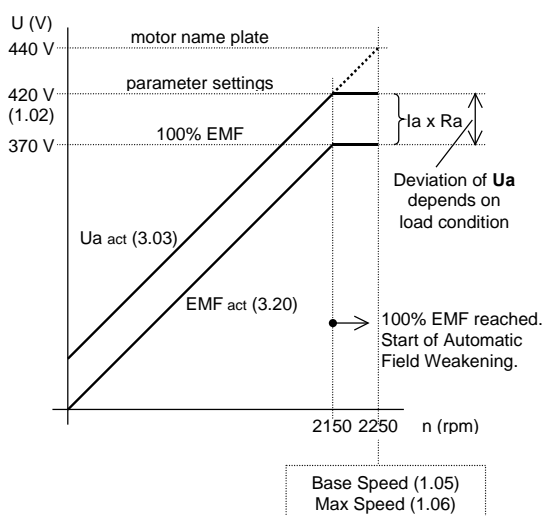 U (V)
440 V
motor name plate
420 V
(1.02)
parameter settings
370 V
100% EMF
Ia x Ra
Deviation of Ua
depends on
load condition
Ua act (3.03)
EMF act (3.20)
100% EMF reached.
Start of Automatic
Field Weakening.
2150 2250 n (rpm)
Base Speed (1.05)
Max Speed (1.06)